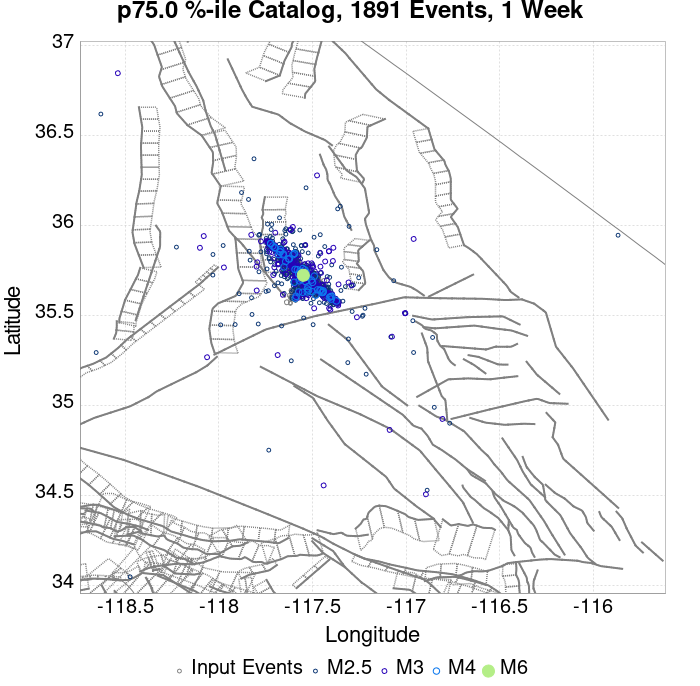 p75.0 %-ile Catalog, 1891 Events, 1 Week
37
36.5
36
35.5
35
34.5
34
Latitude
-118.5 -118 -117.5 -117 -116.5 -116
Longitude
Input Events M2.5 M3 M4 M6